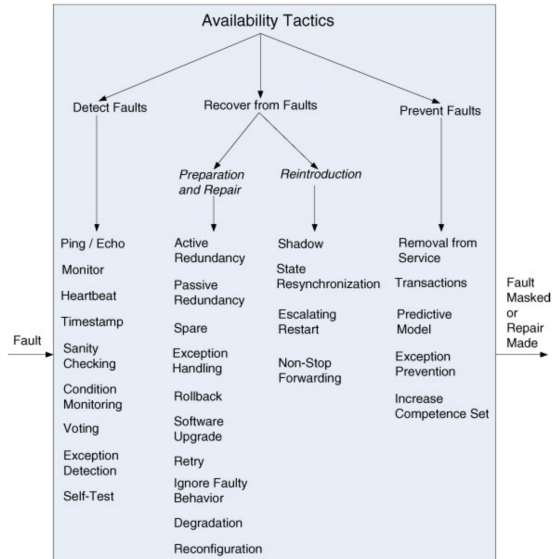 Availability Tactics
Detect Faults
Recover from Faults
Prevent Faults
Preparation
and Repair
Reintroduction
Fault
Ping / Echo
Monitor
Heartbeat
Timestamp
Sanity
Checking
Condition
Monitoring
Voting
Exception
Detection
Self-Test
Active
Redundancy
Passive
Redundancy
Spare
Exception
Handling
Rollback
Software
Upgrade
Retry
Ignore Faulty
Behavior
Degradation
Reconfiguration
Shadow
State
Resynchronization
Escalating
Restart
Non-Stop
Forwarding
Removal from
Service
Transactions
Predictive
Model
Exception
Prevention
Increase
Competence Set
Fault
Masked
or
Repair
Made